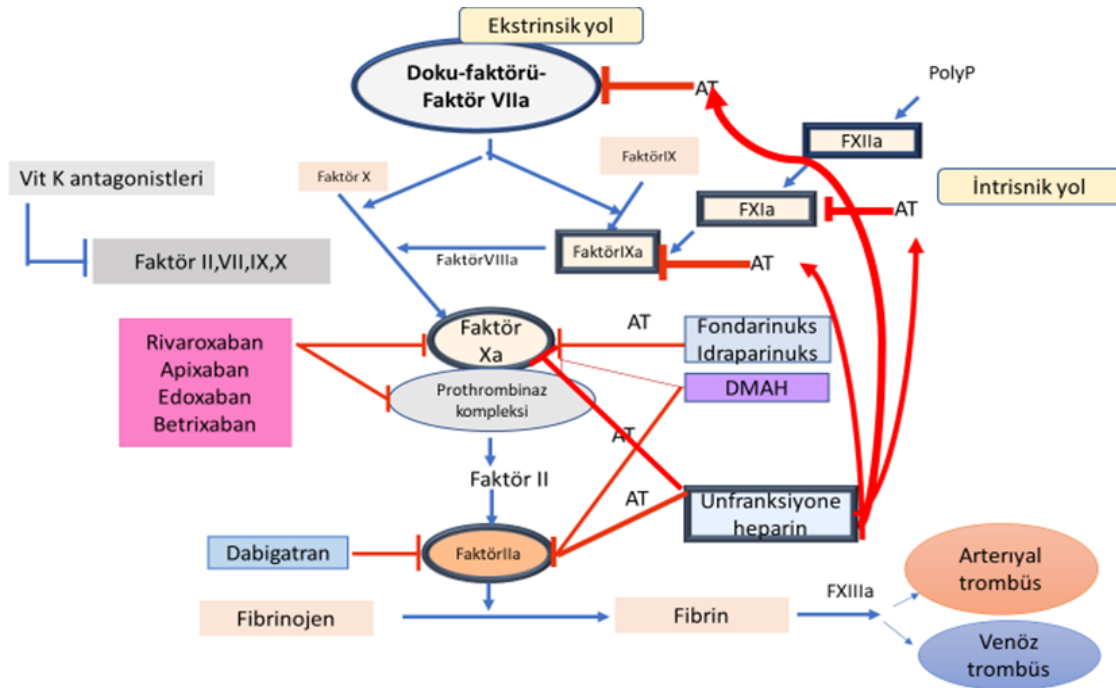 Ekstrinsik yol
Doku-faktörü-
Faktör VIIa
AT
PolyP
FXIIa
FaktörIX
Faktör X
Vit K antagonistleri
İntrisnik yol
FXIa
AT
Faktör II,VII,IX,X
FaktörVIIIa
FaktörIXa
AT
Rivaroxaban
Apixaban
Edoxaban
Betrixaban
Faktör
Xa
AT
Fondarinuks
Idraparinuks
Prothrombinaz
kompleksi
DMAH
AT
Faktör II
AT
Unfranksiyone
heparin
Dabigatran
FaktörIIa
Arterıyal
trombüs
FXIIIa
Fibrinojen
Fibrin
Venöz
trombüs